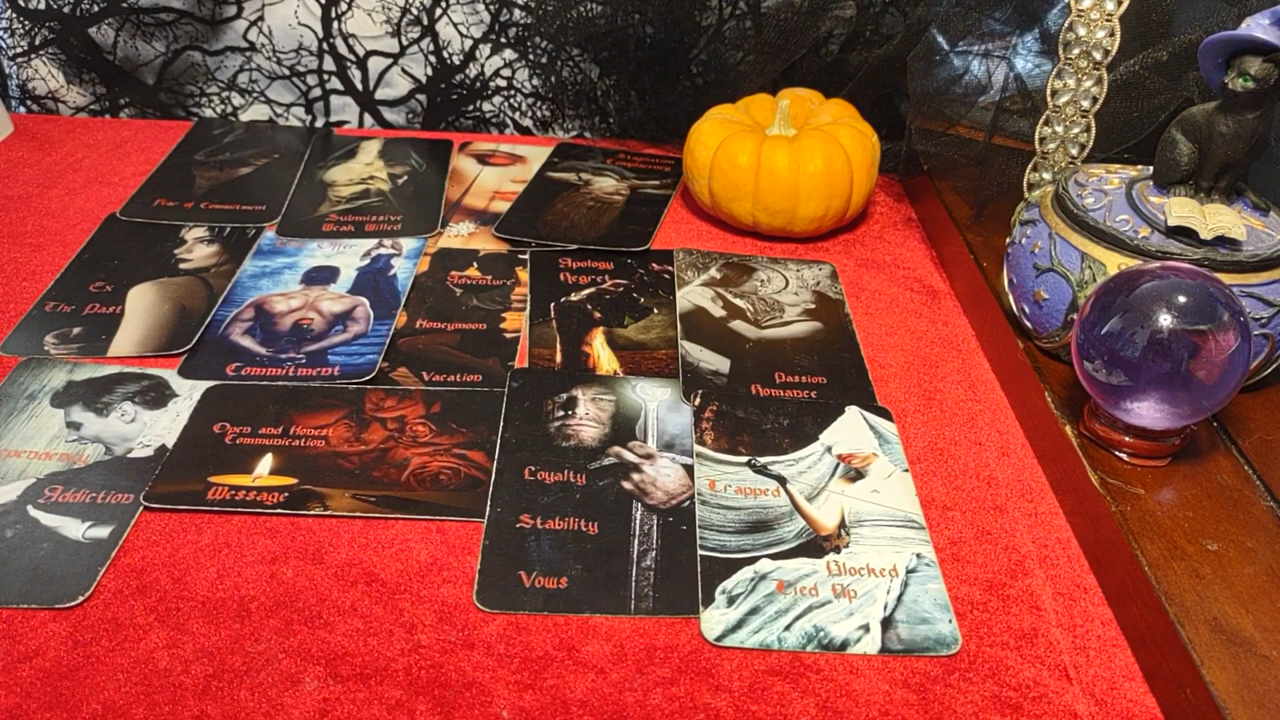 Fear of Commitment
Submissive
Weak Willed
Stagnation
Complacency
Ex
The Past
Offer
Commitment
Adventure
Honeymoon
Vacation
Apology
Regret
Passion
Romance
ependency
Addiction
Open and Honest
Communication
Message
Loyalty
Stability
Vows
Trapped
Blocked
Tied Up